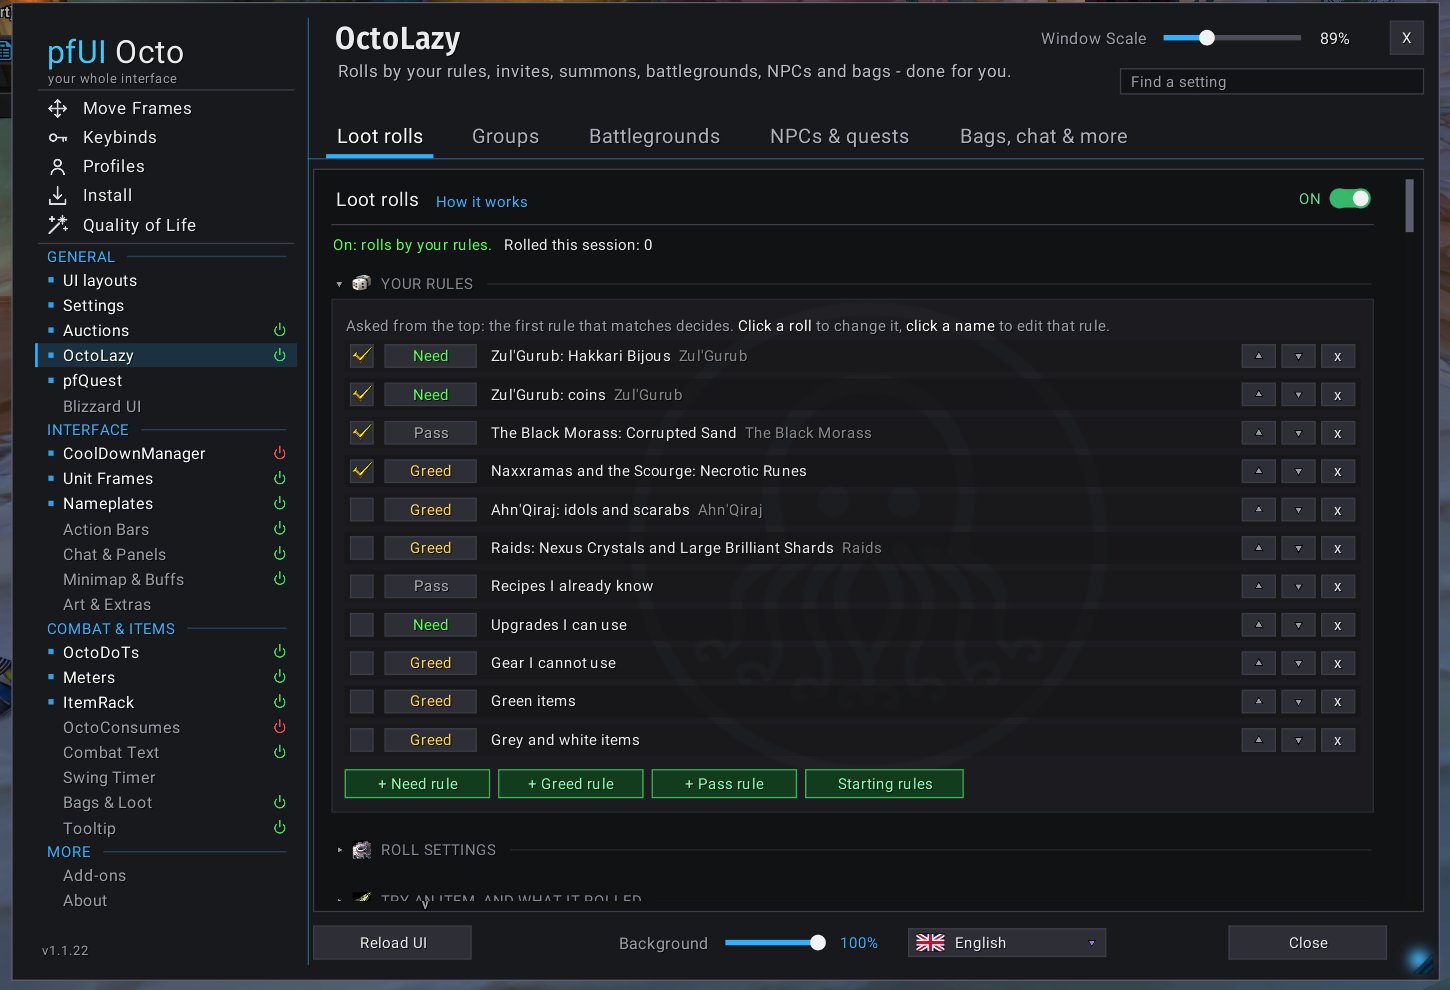 pfUI Octo
your whole interface
Move Frames
Keybinds
Profiles
Install
Quality of Life
GENERAL
UI layouts
Settings
Auctions
OctoLazy
pfQuest
Blizzard UI
INTERFACE
CoolDownManager
Unit Frames
Nameplates
Action Bars
Chat & Panels
Minimap & Buffs
Art & Extras
COMBAT & ITEMS
OctoDoTs
Meters
ItemRack
OctoConsumes
Combat Text
Swing Timer
Bags & Loot
Tooltip
MORE
Add-ons
About
v1.1.22
OctoLazy
Window Scale 89% X
Rolls by your rules, invites, summons, battlegrounds, NPCs and bags - done for you.
Find a setting
Loot rolls Groups Battlegrounds NPCs & quests Bags, chat & more
Loot rolls How it works ON
On: rolls by your rules. Rolled this session: 0
YOUR RULES
Asked from the top: the first rule that matches decides. Click a roll to change it, click a name to edit that rule.
Need Zul'Gurub: Hakkari Bijous Zul'Gurub x
Need Zul'Gurub: coins Zul'Gurub x
Pass The Black Morass: Corrupted Sand The Black Morass x
Greed Naxxramas and the Scourge: Necrotic Runes x
Greed Ahn'Qiraj: idols and scarabs Ahn'Qiraj x
Greed Raids: Nexus Crystals and Large Brilliant Shards Raids x
Pass Recipes I already know x
Need Upgrades I can use x
Greed Gear I cannot use x
Greed Green items x
Greed Grey and white items x
+ Need rule + Greed rule + Pass rule Starting rules
ROLL SETTINGS
TRY AN ITEM, AND WHAT IT ROLLED
Reload UI Background 100% English Close